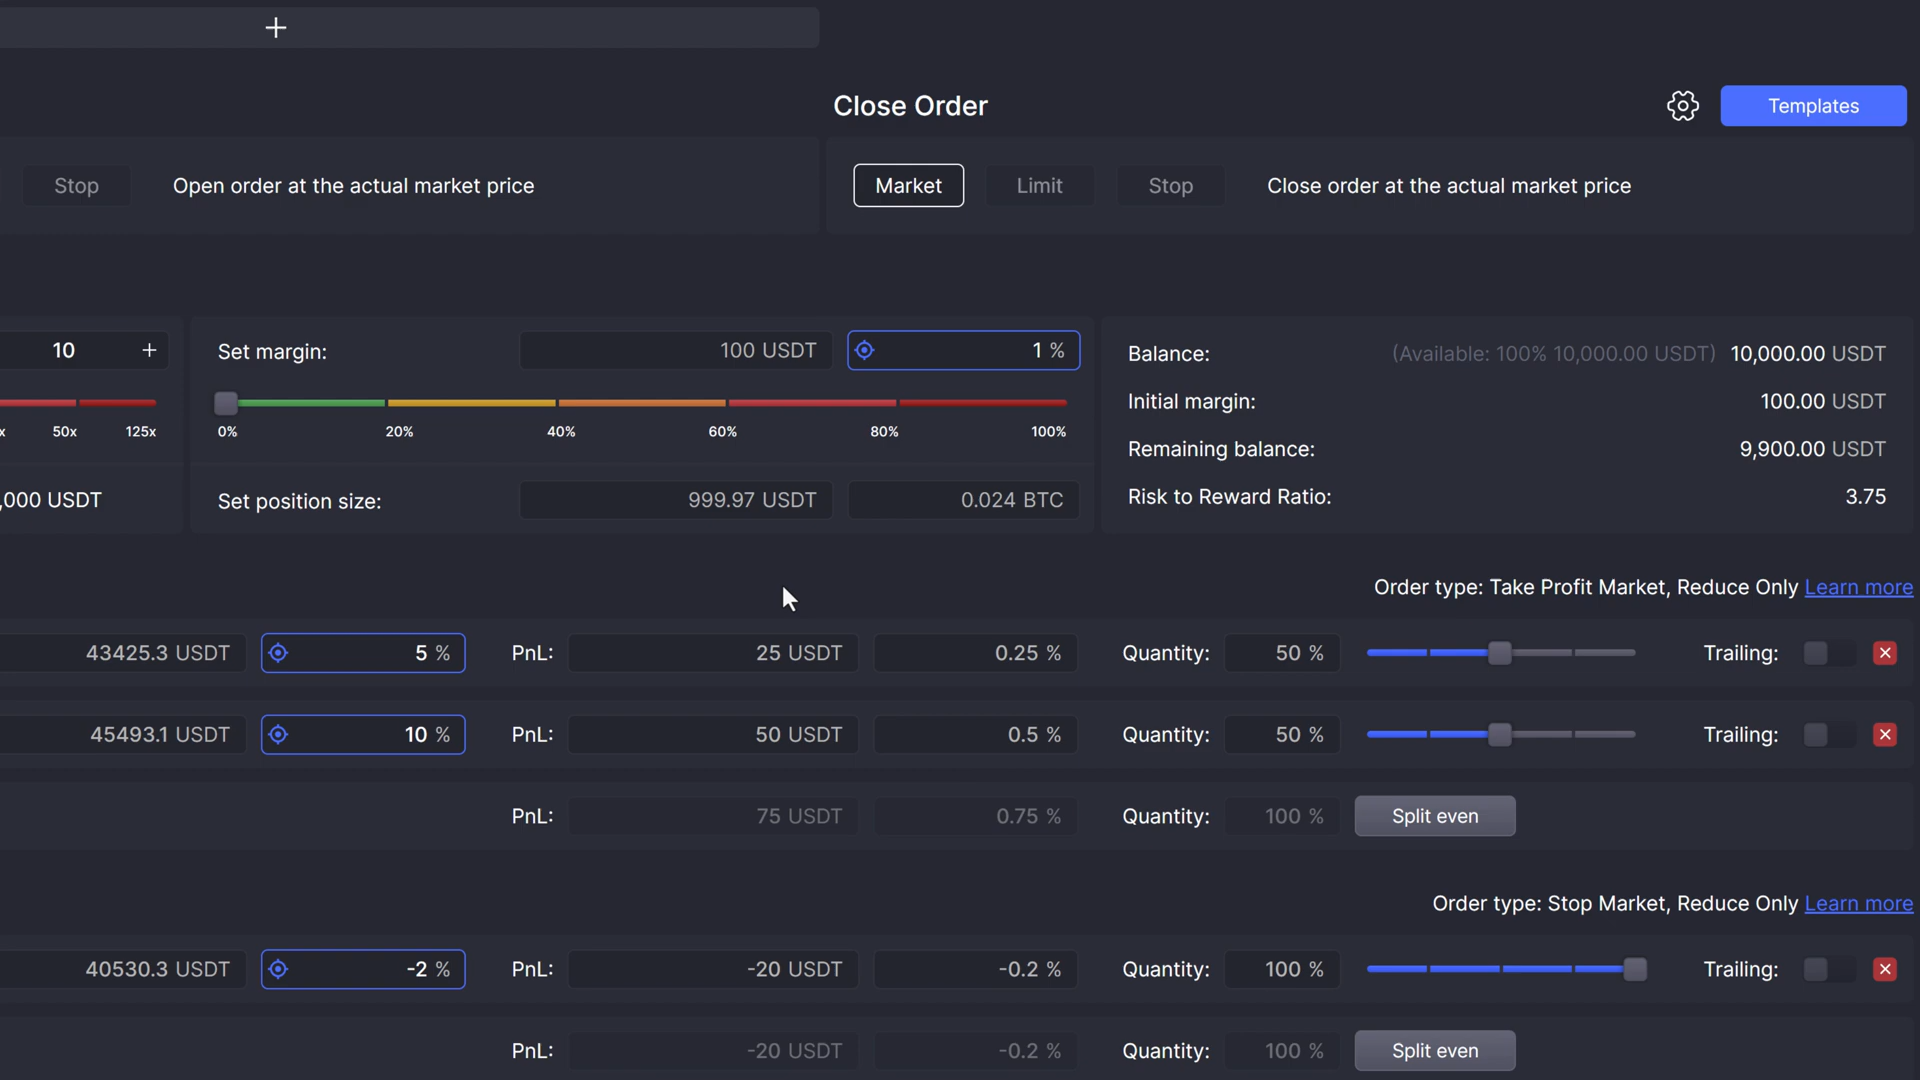 +
Close Order
Templates
Stop
Open order at the actual market price
Market
Limit
Stop
Close order at the actual market price
10 +
x 50x 125x
,000 USDT
Set margin:
100 USDT
1 %
0% 20% 40% 60% 80% 100%
Set position size:
999.97 USDT
0.024 BTC
Balance: (Available: 100% 10,000.00 USDT) 10,000.00 USDT
Initial margin: 100.00 USDT
Remaining balance: 9,900.00 USDT
Risk to Reward Ratio: 3.75
Order type: Take Profit Market, Reduce Only Learn more
43425.3 USDT 5 % PnL: 25 USDT 0.25 % Quantity: 50 % Trailing:
45493.1 USDT 10 % PnL: 50 USDT 0.5 % Quantity: 50 % Trailing:
PnL: 75 USDT 0.75 % Quantity: 100 % Split even
Order type: Stop Market, Reduce Only Learn more
40530.3 USDT -2 % PnL: -20 USDT -0.2 % Quantity: 100 % Trailing:
PnL: -20 USDT -0.2 % Quantity: 100 % Split even